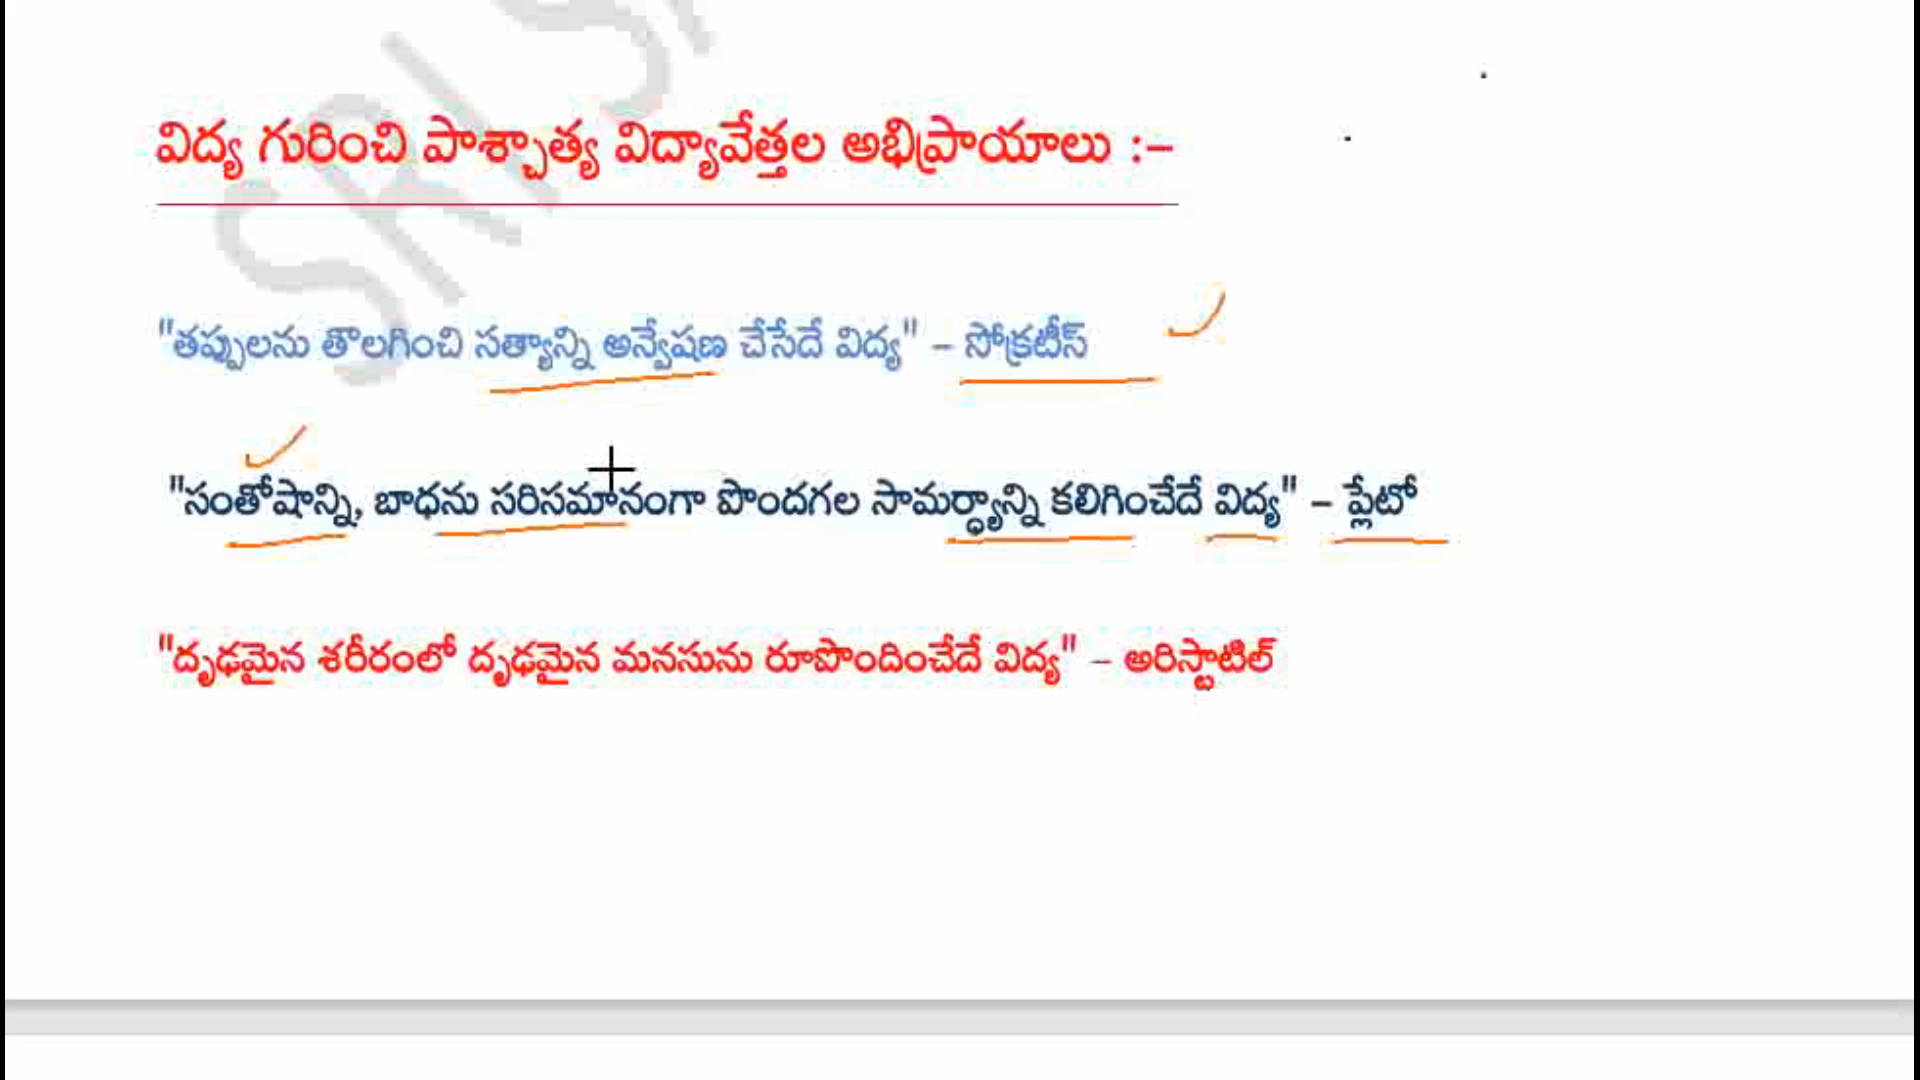 విద్య గురించి పాశ్చాత్య విద్యావేత్తల అభిప్రాయాలు :–
"తప్పులను తొలగించి సత్యాన్ని అన్వేషణ చేసేదే విద్య" – సోక్రటీస్
"సంతోషాన్ని, బాధను సరిసమానంగా పొందగల సామర్ధ్యాన్ని కలిగించేదే విద్య" – ప్లేటో
"దృఢమైన శరీరంలో దృఢమైన మనసును రూపొందించేదే విద్య" – అరిస్టాటిల్